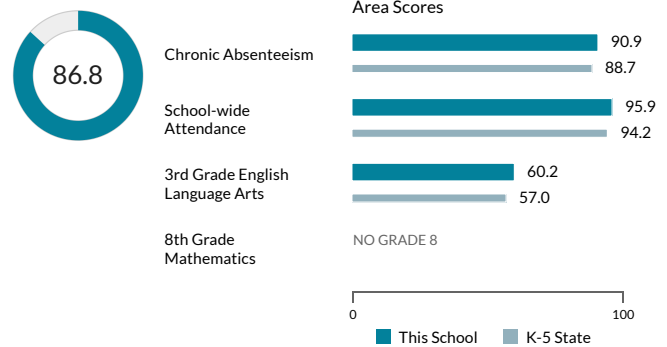 Area Scores
86.8
Chronic Absenteeism
90.9
88.7
School-wide
Attendance
95.9
94.2
3rd Grade English
Language Arts
60.2
57.0
8th Grade
Mathematics
NO GRADE 8
0
100
This School
K-5 State